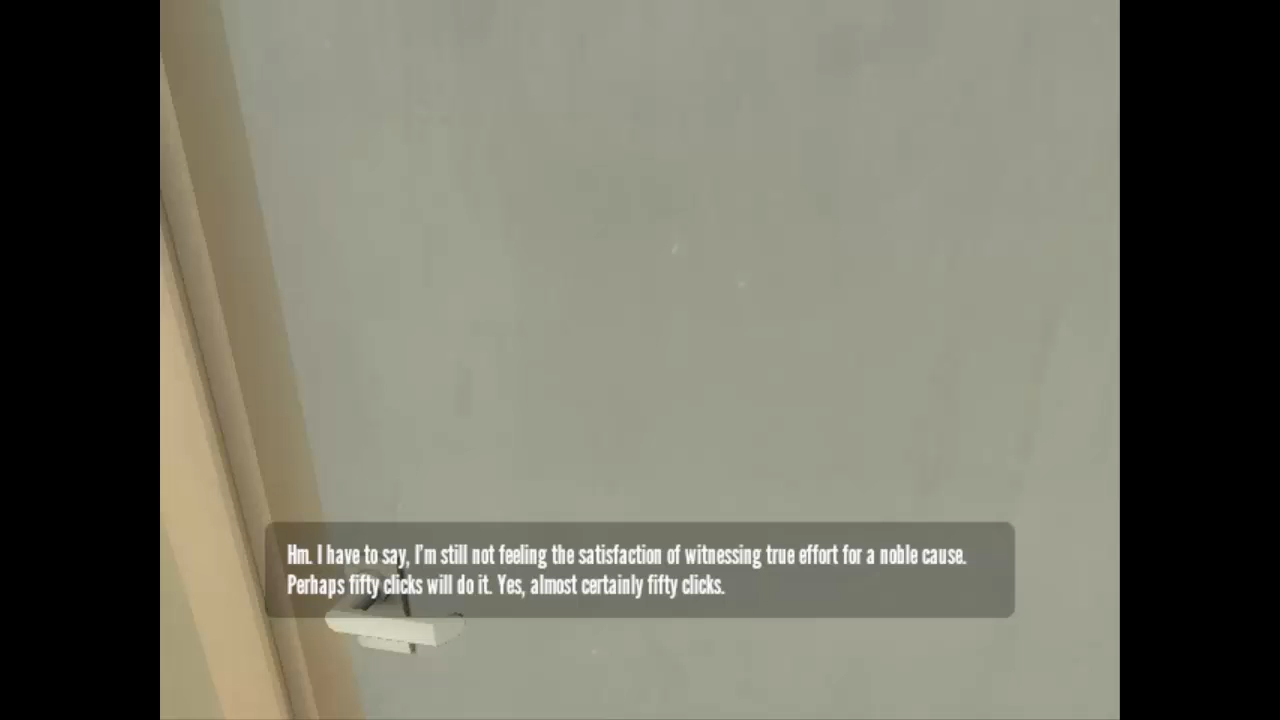 Hm. I have to say, I'm still not feeling the satisfaction of witnessing true effort for a noble cause.
Perhaps fifty clicks will do it. Yes, almost certainly fifty clicks.